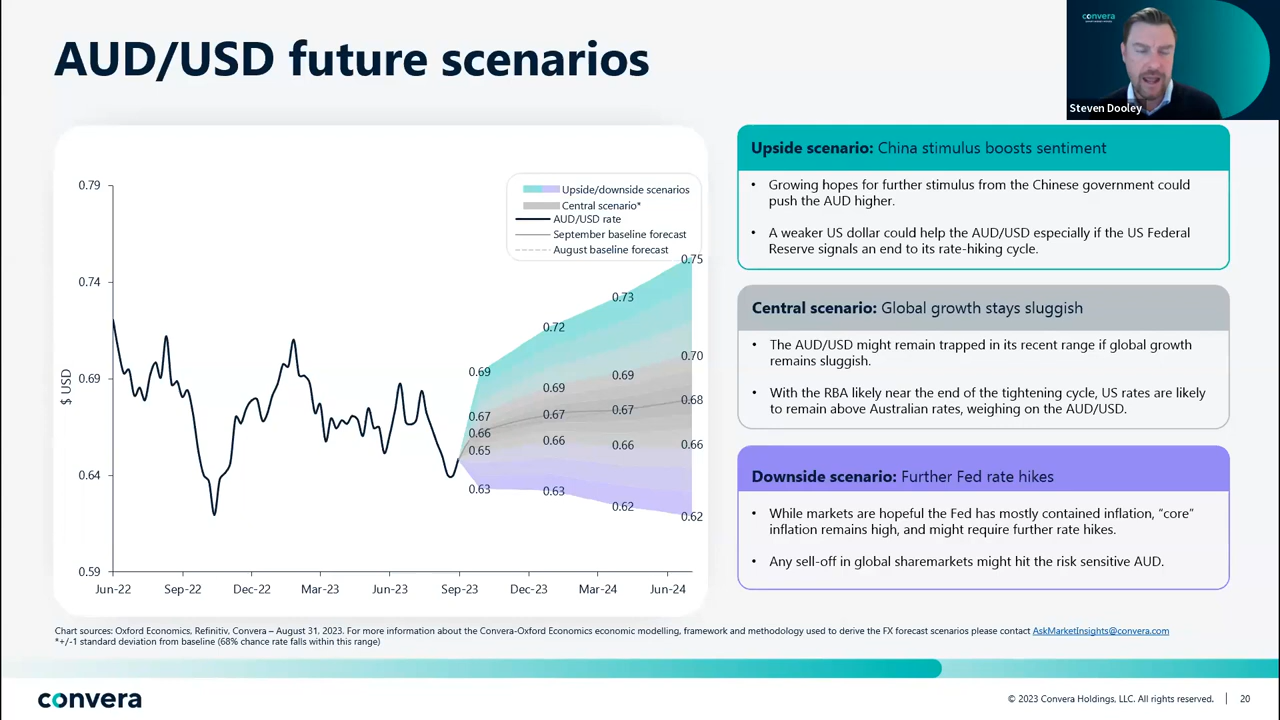 AUD/USD future scenarios
convera
Steven Dooley
Upside/downside scenarios
Central scenario*
AUD/USD rate
September baseline forecast
August baseline forecast
$ USD
0.79
0.74
0.69
0.64
0.59
0.75
0.73
0.72
0.69
0.70
0.69
0.69
0.67
0.68
0.67
0.67
0.66
0.66
0.66
0.66
0.65
0.63
0.63
0.62
0.62
Jun-22
Sep-22
Dec-22
Mar-23
Jun-23
Sep-23
Dec-23
Mar-24
Jun-24
Upside scenario: China stimulus boosts sentiment
• Growing hopes for further stimulus from the Chinese government could
push the AUD higher.
• A weaker US dollar could help the AUD/USD especially if the US Federal
Reserve signals an end to its rate-hiking cycle.
Central scenario: Global growth stays sluggish
• The AUD/USD might remain trapped in its recent range if global growth
remains sluggish.
• With the RBA likely near the end of the tightening cycle, US rates are likely
to remain above Australian rates, weighing on the AUD/USD.
Downside scenario: Further Fed rate hikes
• While markets are hopeful the Fed has mostly contained inflation, “core”
inflation remains high, and might require further rate hikes.
• Any sell-off in global sharemarkets might hit the risk sensitive AUD.
Chart sources: Oxford Economics, Refinitiv, Convera – August 31, 2023. For more information about the Convera-Oxford Economics economic modelling, framework and methodology used to derive the FX forecast scenarios please contact AskMarketInsights@convera.com
*+/-1 standard deviation from baseline (68% chance rate falls within this range)
convera
© 2023 Convera Holdings, LLC. All rights reserved. | 20